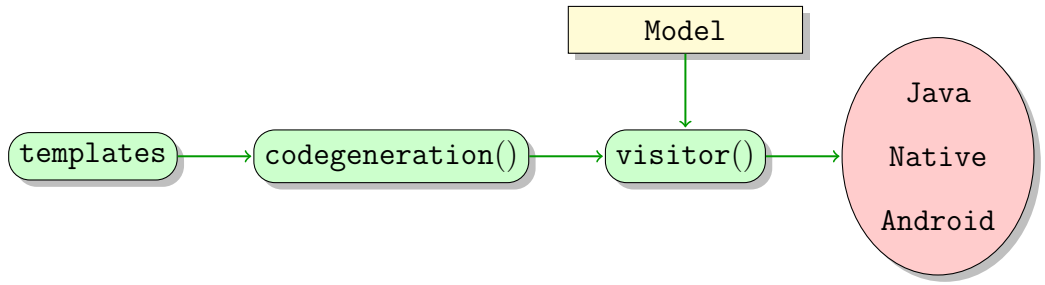 Model
templates
codegeneration()
visitor()
Java
Native
Android